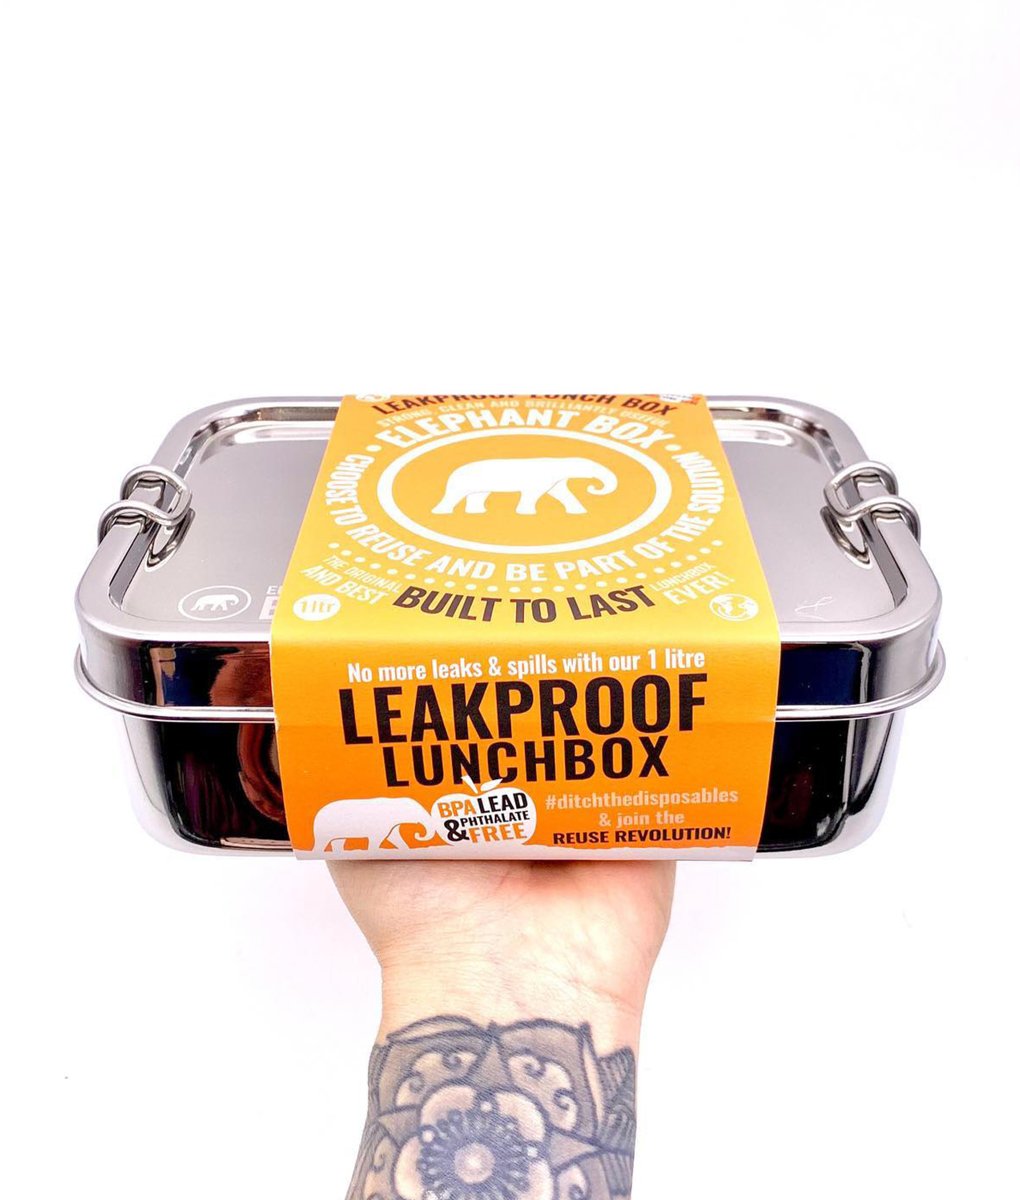 LEAKPROOF LUNCH BOX
STRONG, CLEAN AND BRILLIANTLY USEFUL
• ELEPHANT BOX •
CHOOSE TO REUSE AND BE PART OF THE SOLUTION
THE ORIGINAL
AND BEST
LUNCHBOX
EVER!
1 ltr
BUILT TO LAST
No more leaks & spills with our 1 litre
LEAKPROOF
LUNCHBOX
BPA LEAD
& PHTHALATE
FREE
#ditchthedisposables
& join the
REUSE REVOLUTION!